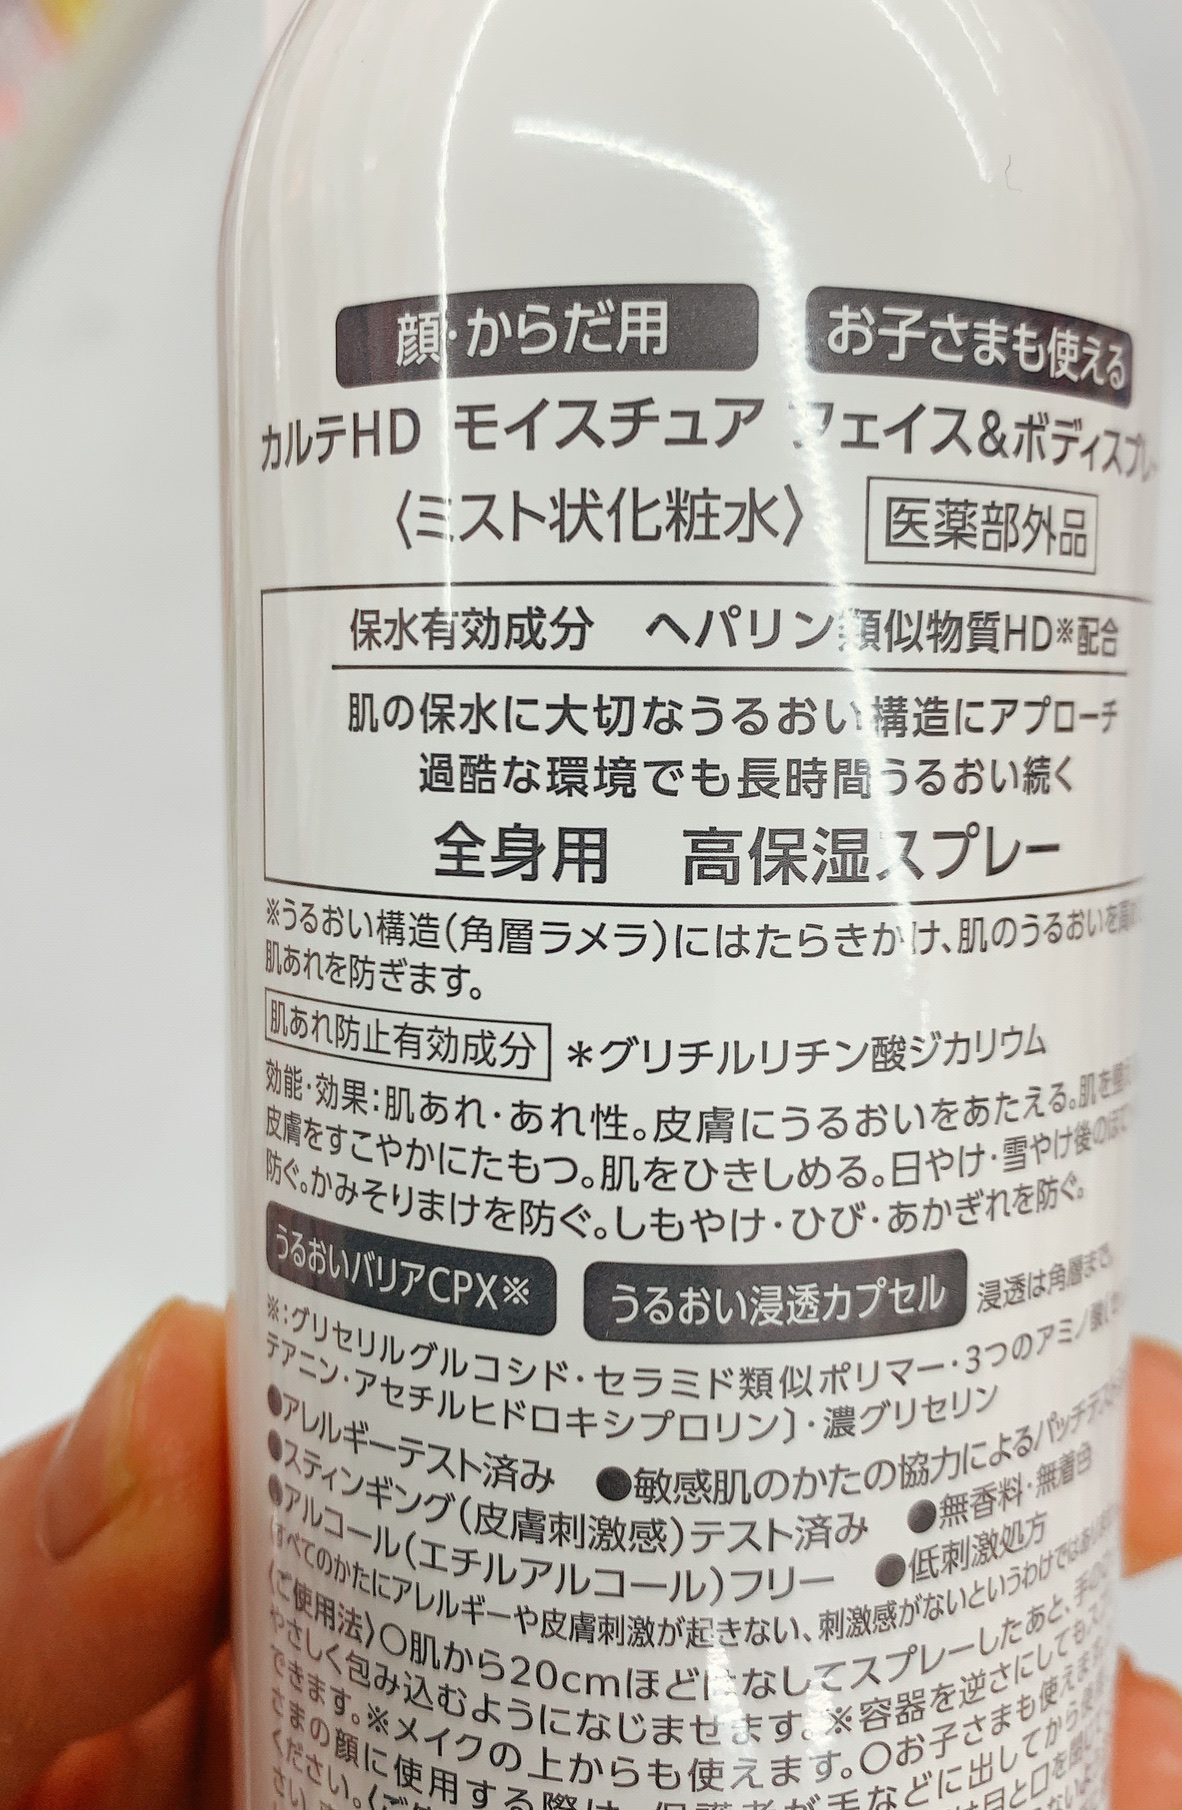 顔・からだ用 お子さまも使える
カルテHD モイスチュア フェイス&ボディスプレー
〈ミスト状化粧水〉 医薬部外品
保水有効成分 ヘパリン類似物質HD※配合
肌の保水に大切なうるおい構造にアプローチ
過酷な環境でも長時間うるおい続く
全身用 高保湿スプレー
※うるおい構造(角層ラメラ)にはたらきかけ、肌のうるおいを
肌あれを防ぎます。
肌あれ防止有効成分 *グリチルリチン酸ジカリウム
効能・効果:肌あれ・あれ性。皮膚にうるおいをあたえる。肌を
皮膚をすこやかにたもつ。肌をひきしめる。日やけ・雪やけ後の
防ぐ。かみそりまけを防ぐ。しもやけ・ひび・あかぎれを防ぐ。
うるおいバリアCPX※ うるおい浸透カプセル 浸透は角層まで。
※:グリセリルグルコシド・セラミド類似ポリマー・3つのアミノ酸
テアニン・アセチルヒドロキシプロリン]・濃グリセリン
●アレルギーテスト済み ●敏感肌のかたの協力によるパッチテスト
●スティンギング(皮膚刺激感)テスト済み ●無香料・無着色
●アルコール(エチルアルコール)フリー ●低刺激処方
(すべてのかたにアレルギーや皮膚刺激が起きない、刺激感がないというわけではあり
〈ご使用法〉○肌から20cmほどはなしてスプレーしたあと、手の
やさしく包み込むようになじませます。※容器を逆さにしても
できます。※メイクの上からも使えます。○お子さまも使えます。
さまの顔に使用する際は、保護者が手などに出してから
ください。